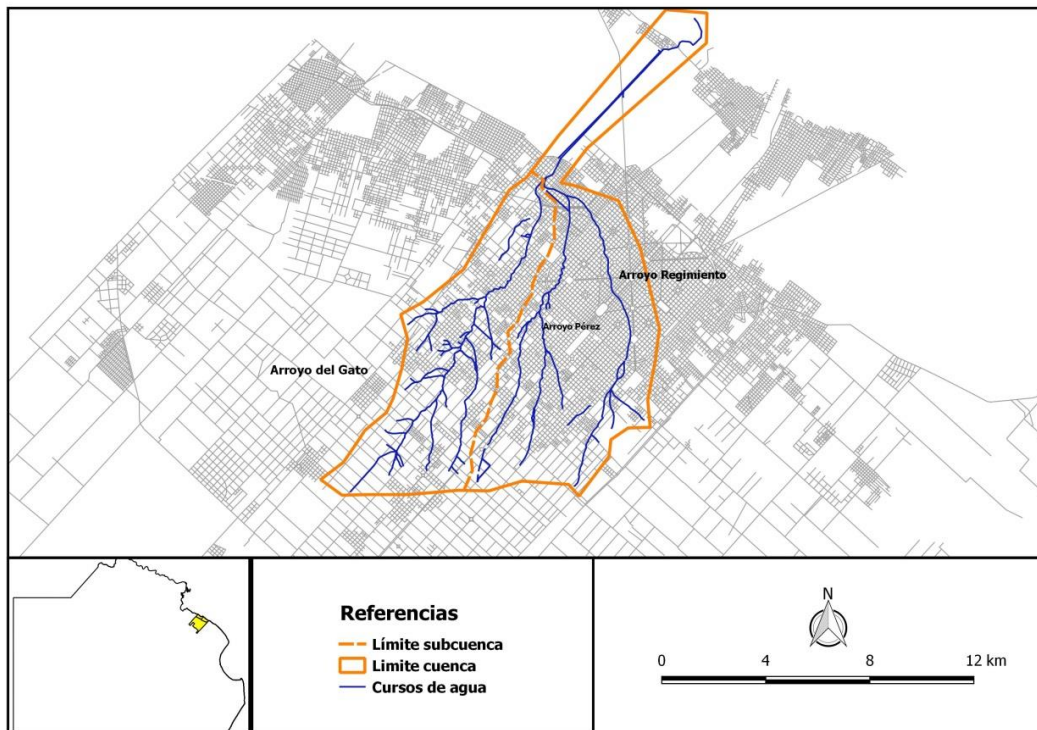 Arroyo Regimiento
Arroyo Pérez
Arroyo del Gato
Referencias
Límite subcuenca
Limite cuenca
Cursos de agua
N
0 4 8 12 km